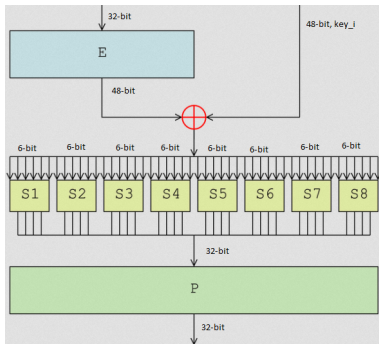 32-bit
48-bit, key_i
E
48-bit
6-bit 6-bit 6-bit 6-bit 6-bit 6-bit 6-bit 6-bit
S1 S2 S3 S4 S5 S6 S7 S8
32-bit
P
32-bit